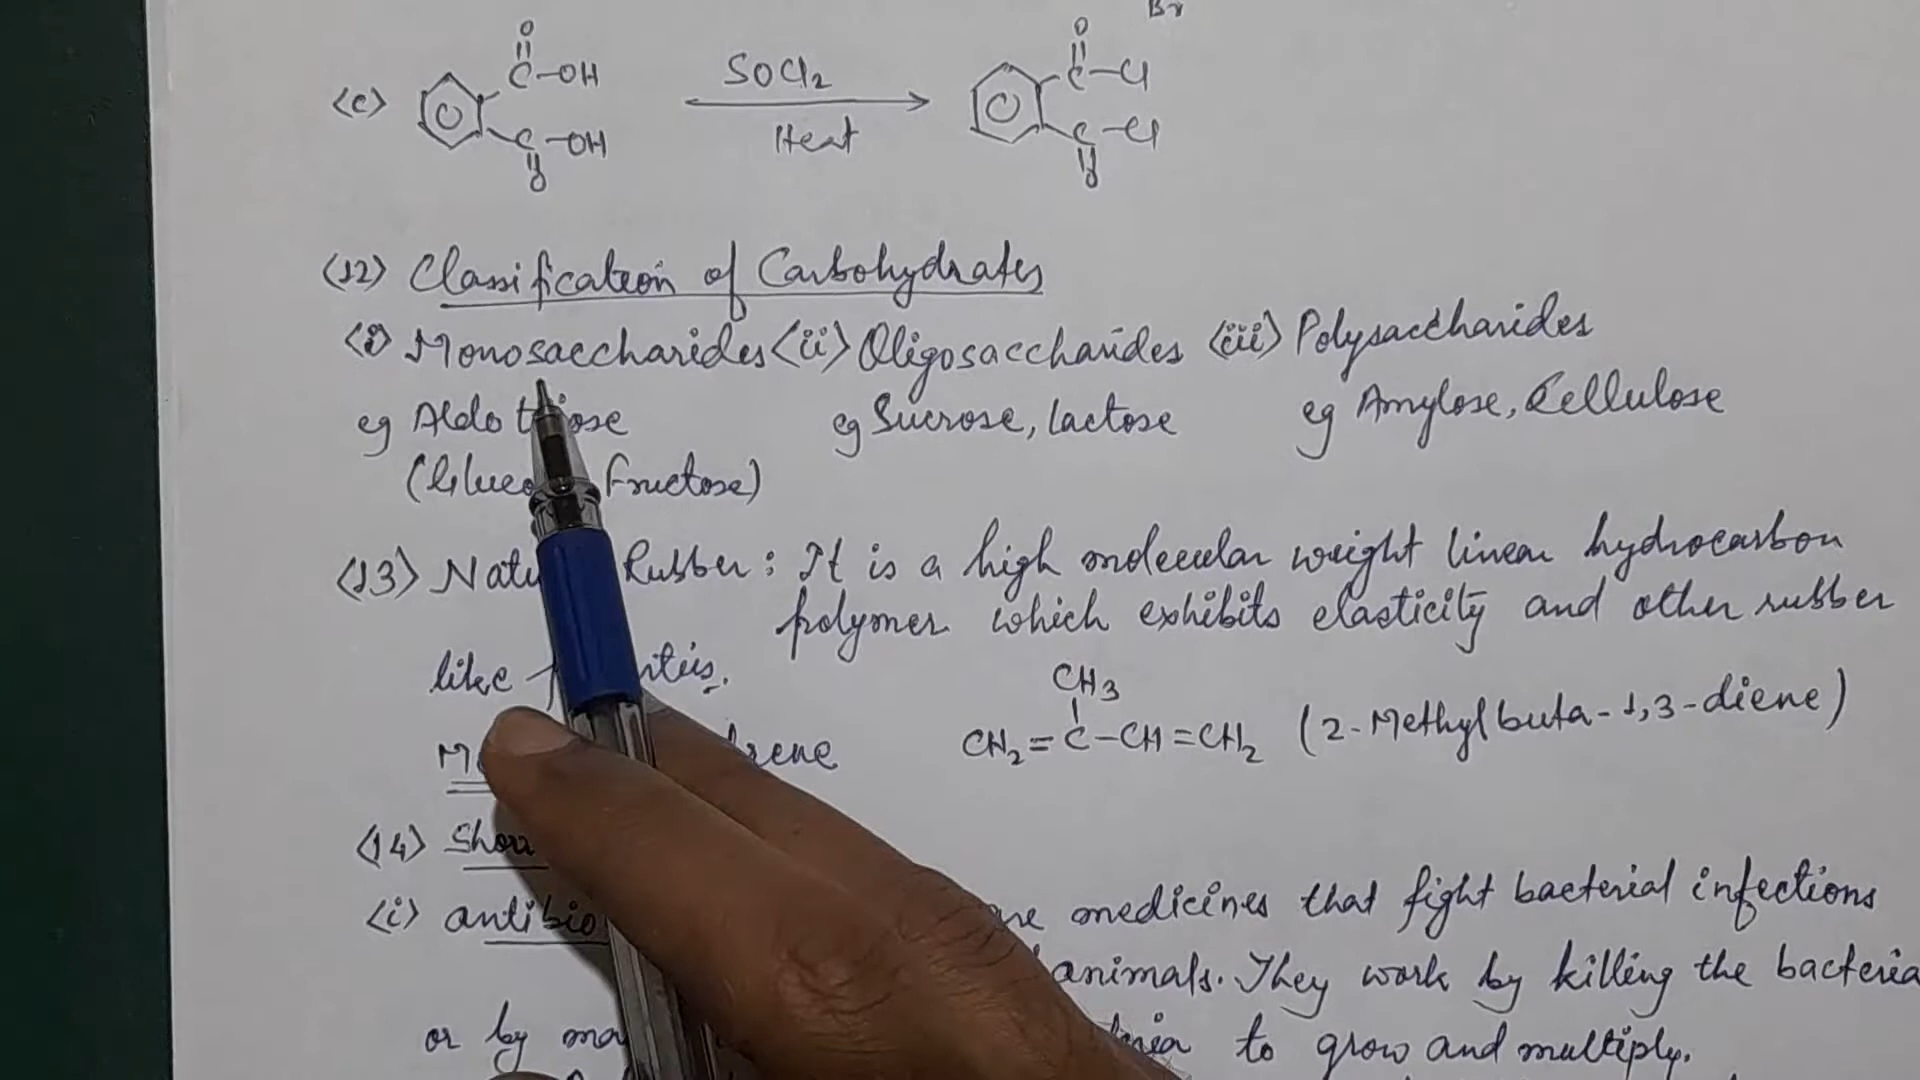 Br
(c) O C-OH C-OH O SOCl2 Heat O C-Cl C-Cl O
(12) Classification of Carbohydrates
(i) Monosaccharides (ii) Oligosaccharides (iii) Polysaccharides
eg Aldo eg Sucrose, Lactose eg Amylose, Cellulose
Fructose)
(13) Rubber: It is a high molecular weight linear hydrocarbon
polymer which exhibits elasticity and other rubber
like
CH3
CH2=C-CH=CH2 (2-Methylbuta-1,3-diene)
(14)
(i) medicines that fight bacterial infections
animals. They work by killing the bacteria
or by to grow and multiply.